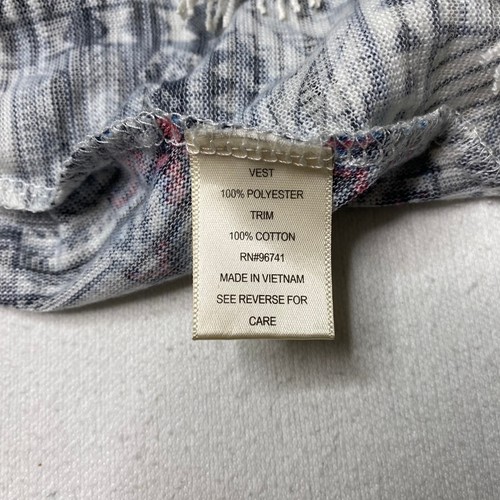 VEST
100% POLYESTER
TRIM
100% COTTON
RN#96741
MADE IN VIETNAM
SEE REVERSE FOR
CARE